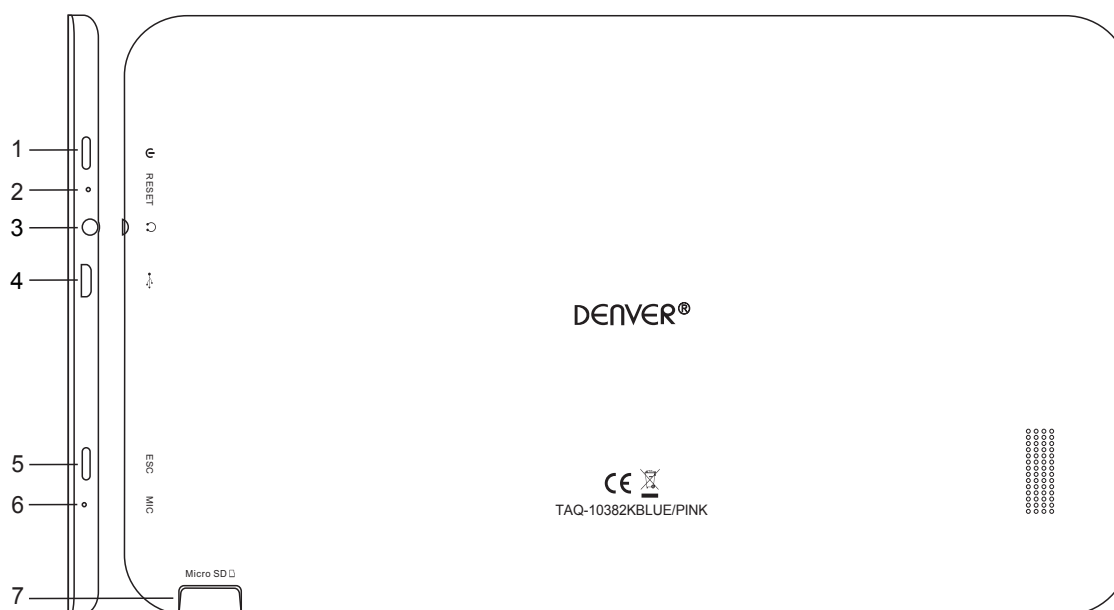 1
2
RESET
3
4
DENVER®
5
ESC
CE
6
MIC
TAQ-10382KBLUE/PINK
Micro SD
7